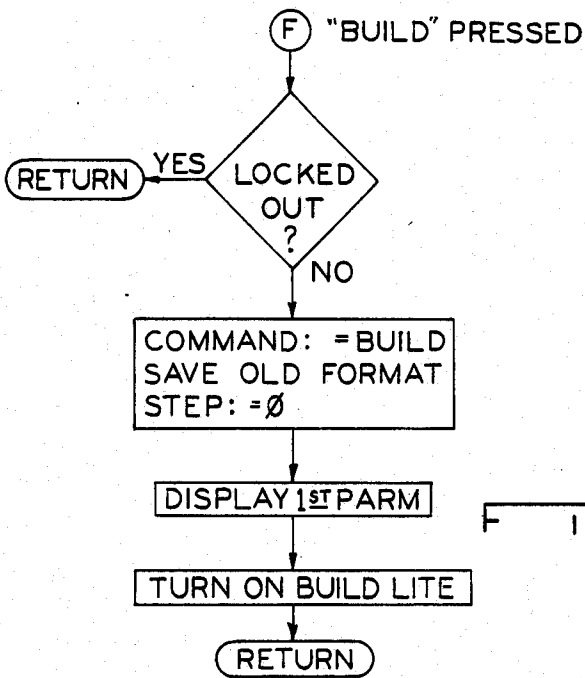 F "BUILD" PRESSED
LOCKED
OUT
?
YES
RETURN
NO
COMMAND: =BUILD
SAVE OLD FORMAT
STEP: =Ø
DISPLAY 1ST PARM
TURN ON BUILD LITE
RETURN